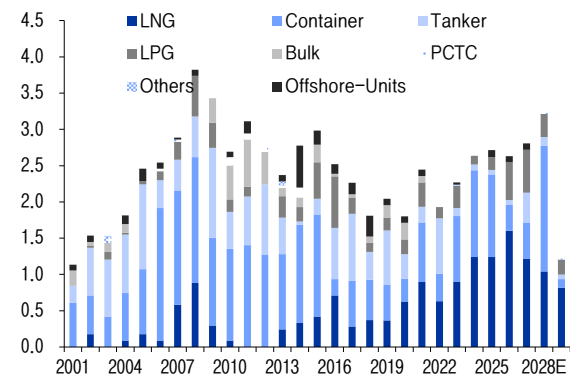 4.5
4.0
3.5
3.0
2.5
2.0
1.5
1.0
0.5
0.0
LNG Container Tanker
LPG Bulk PCTC
Others Offshore-Units
2001 2004 2007 2010 2013 2016 2019 2022 2025 2028E